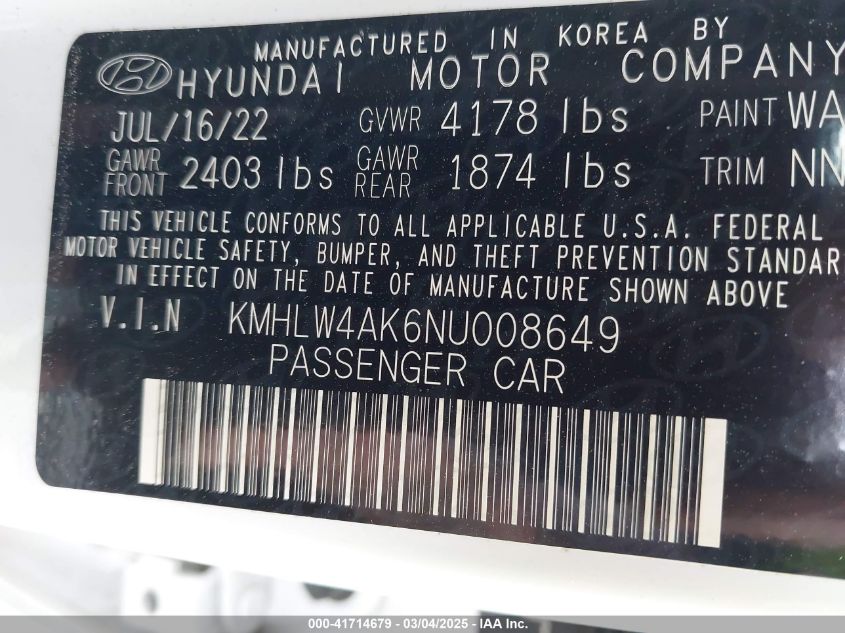 MANUFACTURED IN KOREA BY
HYUNDAI MOTOR COMPANY
JUL/16/22 GVWR 4178 lbs PAINT WA
GAWR FRONT 2403 lbs GAWR REAR 1874 lbs TRIM NN
THIS VEHICLE CONFORMS TO ALL APPLICABLE U.S.A. FEDERAL
MOTOR VEHICLE SAFETY, BUMPER, AND THEFT PREVENTION STANDAR
IN EFFECT ON THE DATE OF MANUFACTURE SHOWN ABOVE
V.I.N KMHLW4AK6NU008649
PASSENGER CAR
000-41714679 - 03/04/2025 - IAA Inc.